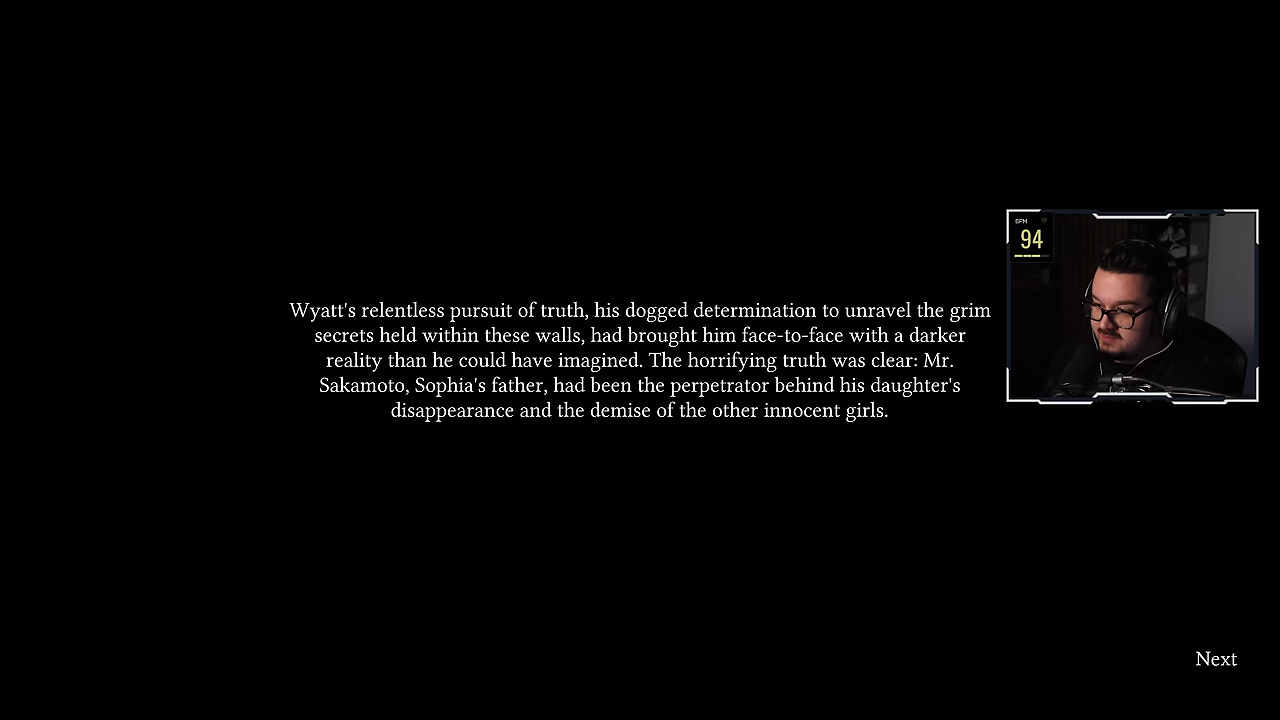 Wyatt's relentless pursuit of truth, his dogged determination to unravel the grim
secrets held within these walls, had brought him face-to-face with a darker
reality than he could have imagined. The horrifying truth was clear: Mr.
Sakamoto, Sophia's father, had been the perpetrator behind his daughter's
disappearance and the demise of the other innocent girls.
BPM
94
Next